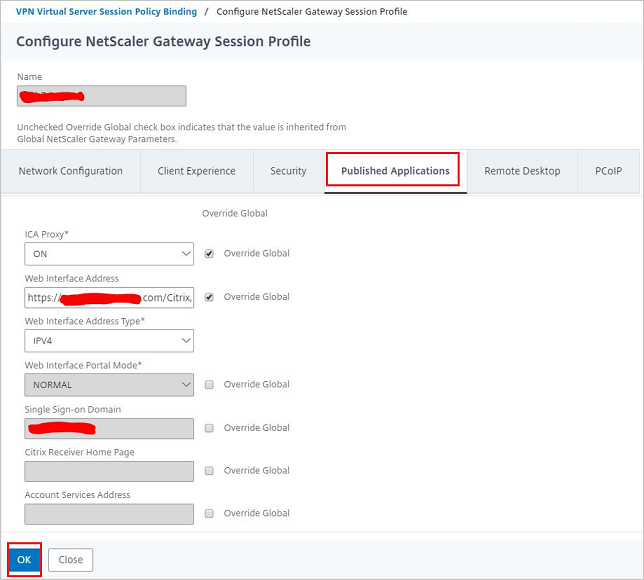 VPN Virtual Server Session Policy Binding / Configure NetScaler Gateway Session Profile
Configure NetScaler Gateway Session Profile
Name
Unchecked Override Global check box indicates that the value is inherited from
Global NetScaler Gateway Parameters.
Network Configuration Client Experience Security Published Applications Remote Desktop PCoIP
Override Global
ICA Proxy*
ON Override Global
Web Interface Address
https:// .com/Citrix, Override Global
Web Interface Address Type*
IPV4
Web Interface Portal Mode*
NORMAL Override Global
Single Sign-on Domain
Override Global
Citrix Receiver Home Page
Override Global
Account Services Address
Override Global
OK Close